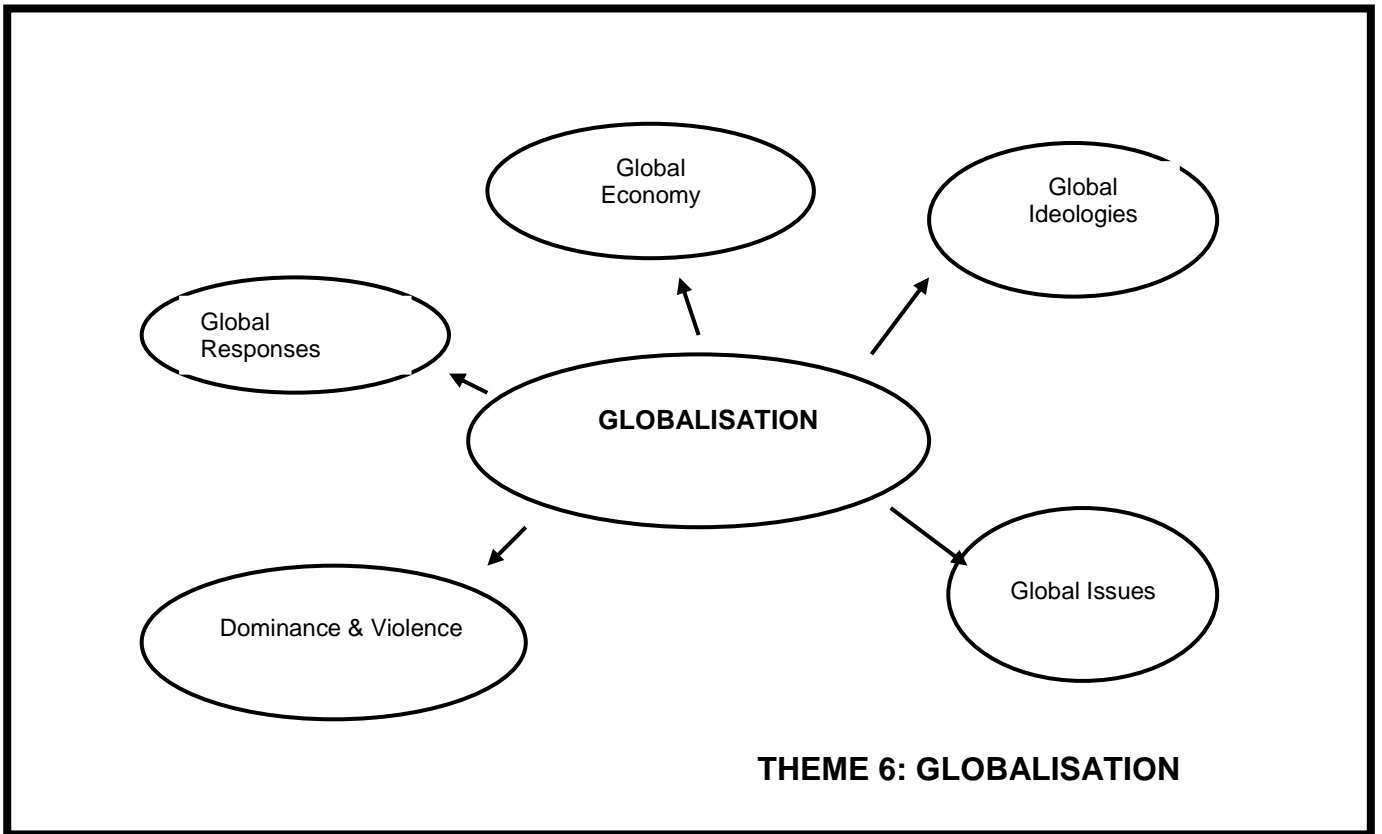 Global
Economy
Global
Ideologies
Global
Responses
GLOBALISATION
Global Issues
Dominance & Violence
THEME 6: GLOBALISATION